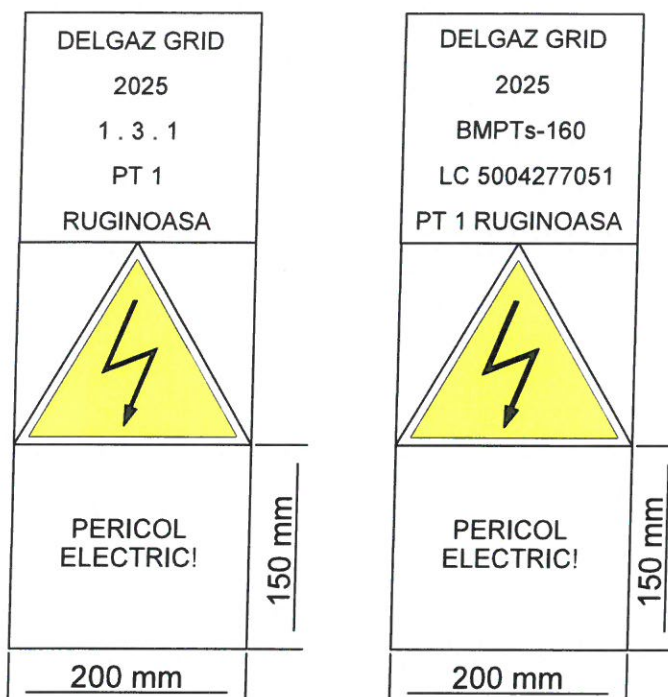 DELGAZ GRID
2025
1 . 3 . 1
PT 1
RUGINOASA
PERICOL
ELECTRIC!
150 mm
200 mm
DELGAZ GRID
2025
BMPTs-160
LC 5004277051
PT 1 RUGINOASA
PERICOL
ELECTRIC!
150 mm
200 mm